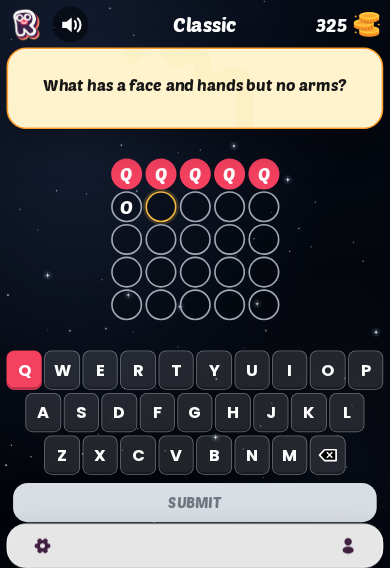 R
Classic
325
What has a face and hands but no arms?
Q Q Q Q Q
O
Q W E R T Y U I O P
A S D F G H J K L
Z X C V B N M
SUBMIT